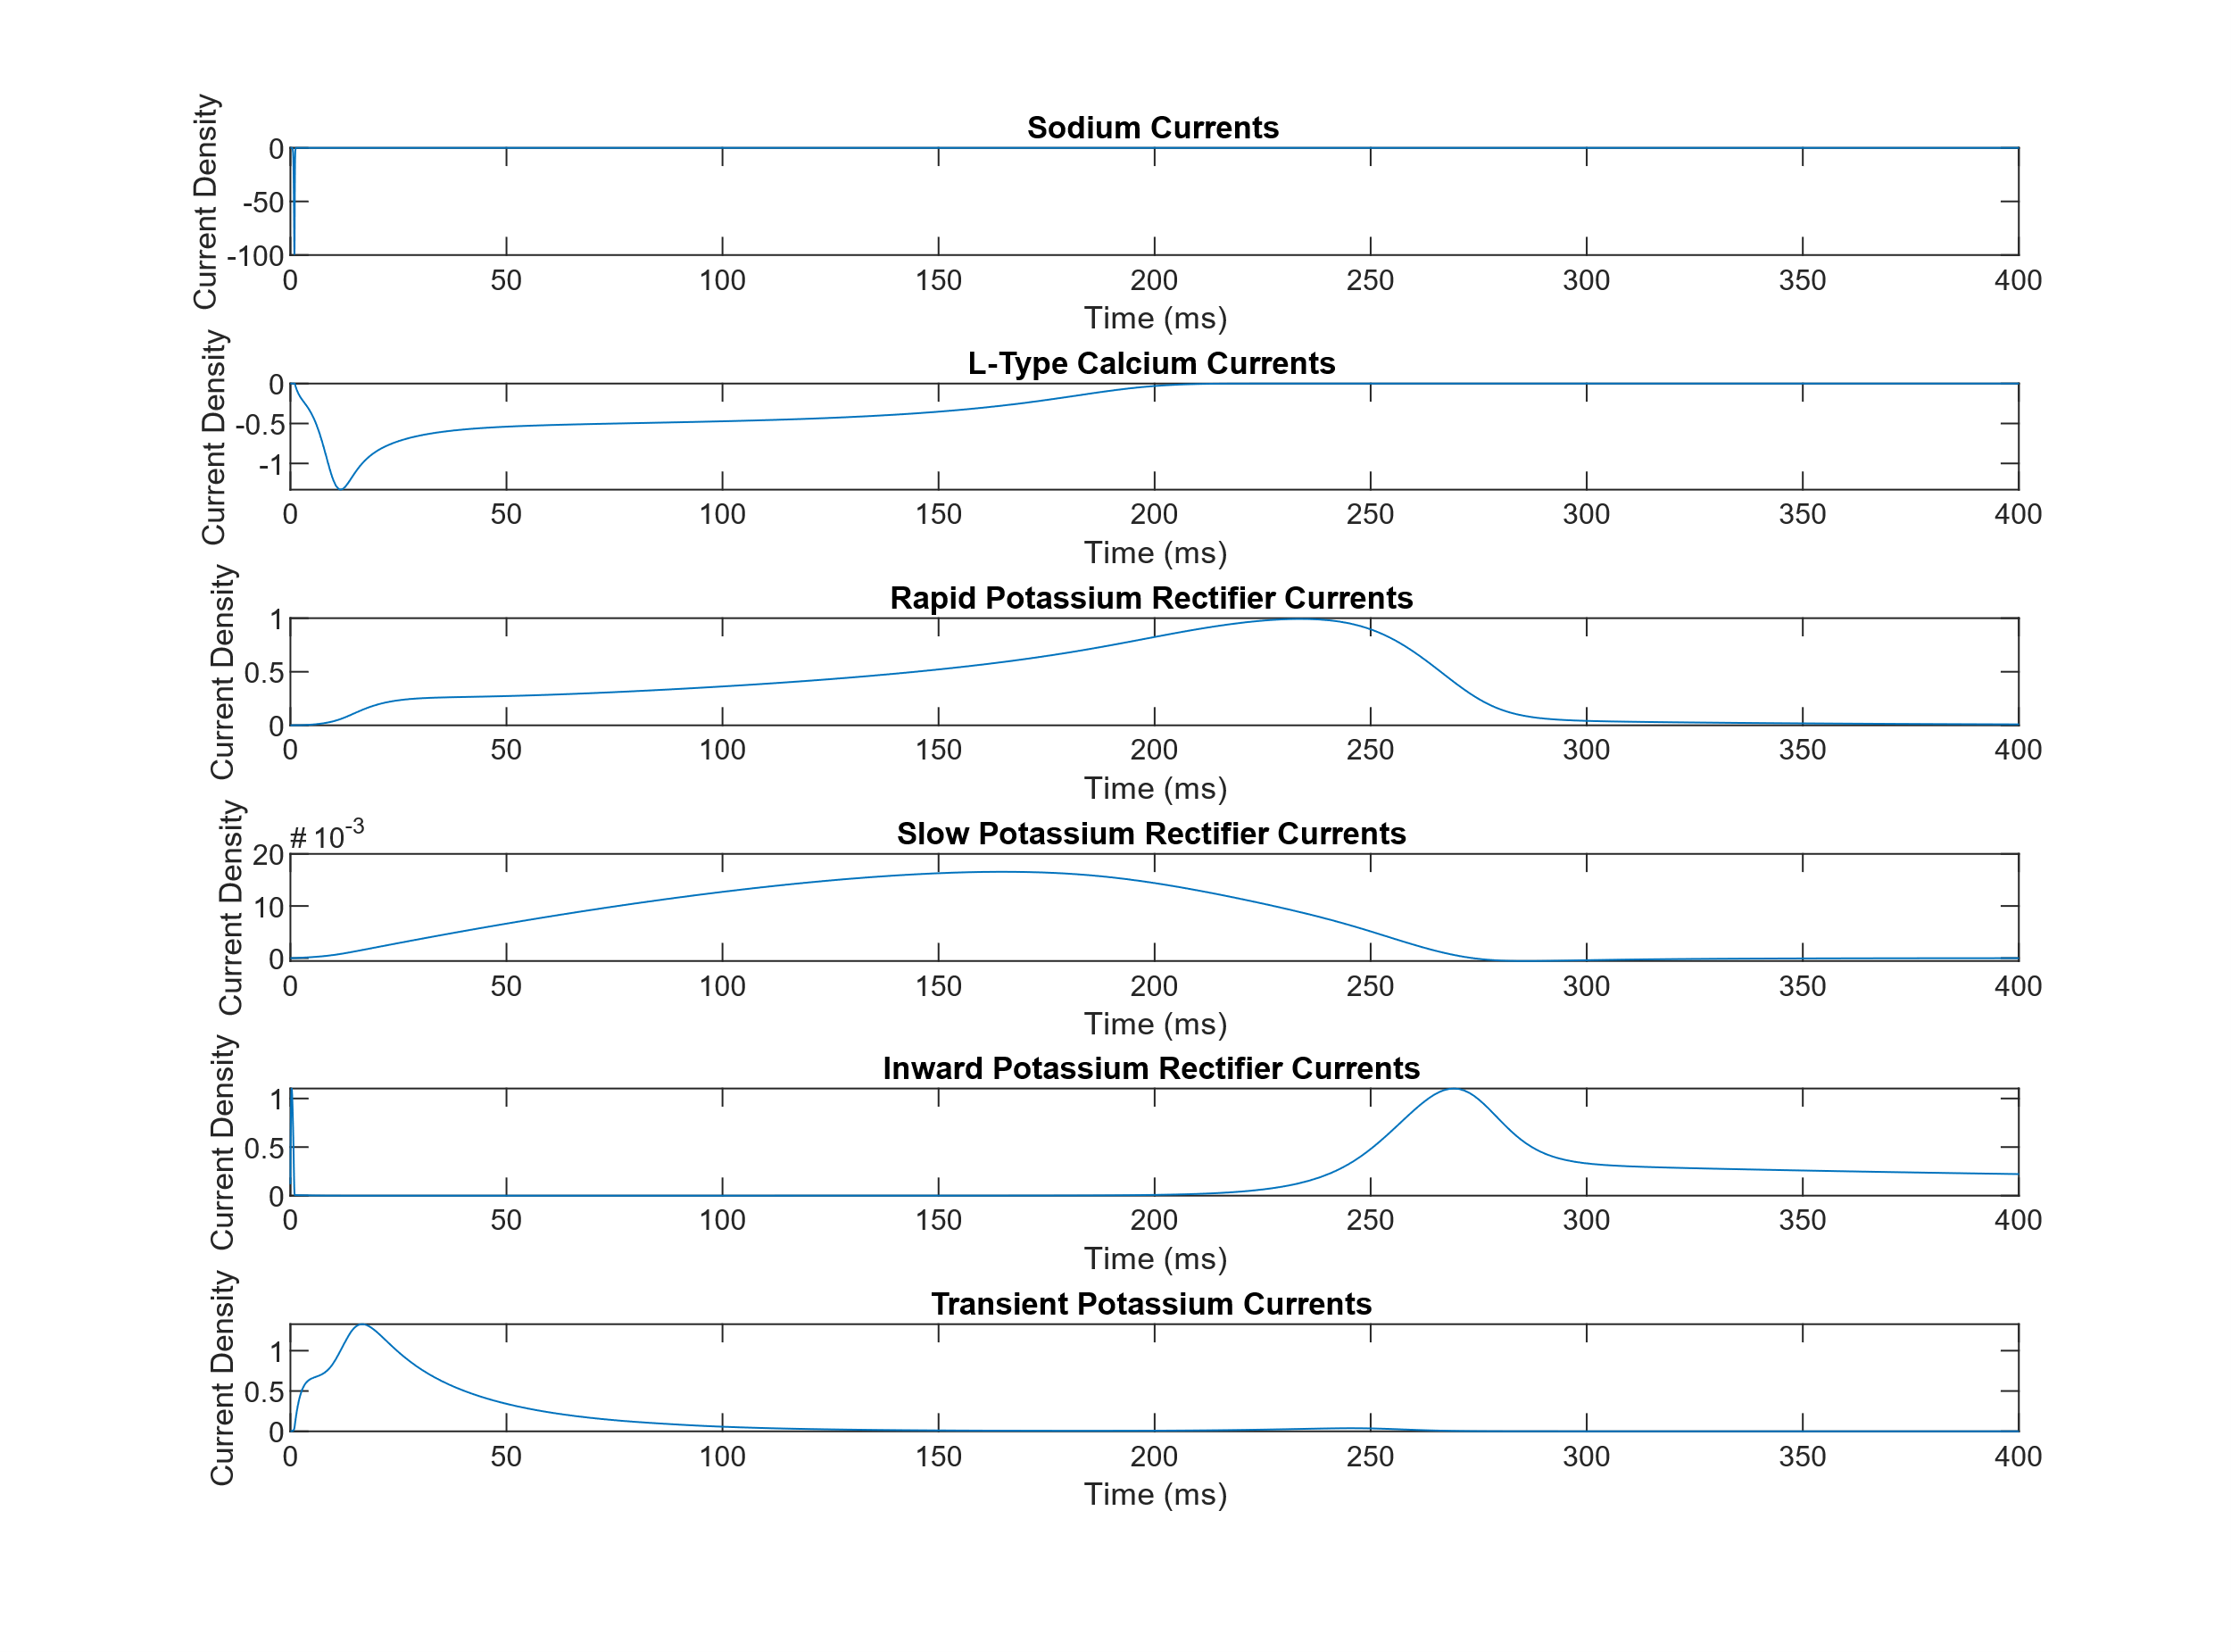 Sodium Currents
Current Density
0
-50
-100
0 50 100 150 200 250 300 350 400
Time (ms)
L-Type Calcium Currents
Current Density
0
-0.5
-1
0 50 100 150 200 250 300 350 400
Time (ms)
Rapid Potassium Rectifier Currents
Current Density
1
0.5
0
0 50 100 150 200 250 300 350 400
Time (ms)
Slow Potassium Rectifier Currents
# 10-3
Current Density
20
10
0
0 50 100 150 200 250 300 350 400
Time (ms)
Inward Potassium Rectifier Currents
Current Density
1
0.5
0
0 50 100 150 200 250 300 350 400
Time (ms)
Transient Potassium Currents
Current Density
1
0.5
0
0 50 100 150 200 250 300 350 400
Time (ms)